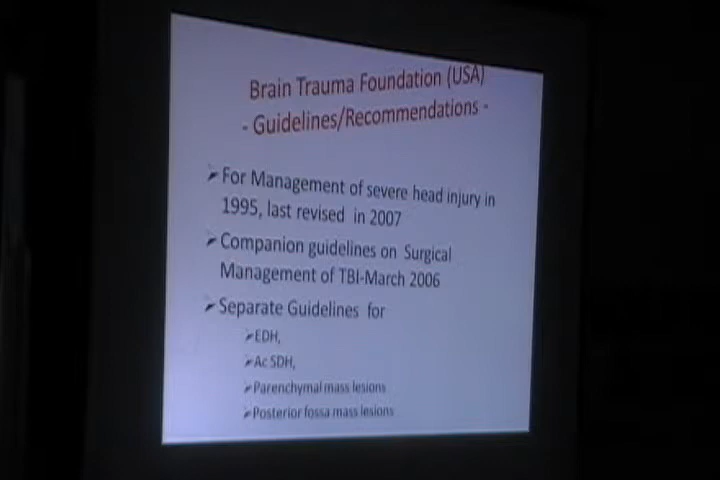 Brain Trauma Foundation (USA)
- Guidelines/Recommendations -
➢For Management of severe head injury in
1995, last revised in 2007
➢Companion guidelines on Surgical
Management of TBI-March 2006
➢Separate Guidelines for
➢EDH,
➢Ac SDH,
➢Parenchymal mass lesions
➢Posterior fossa mass lesions